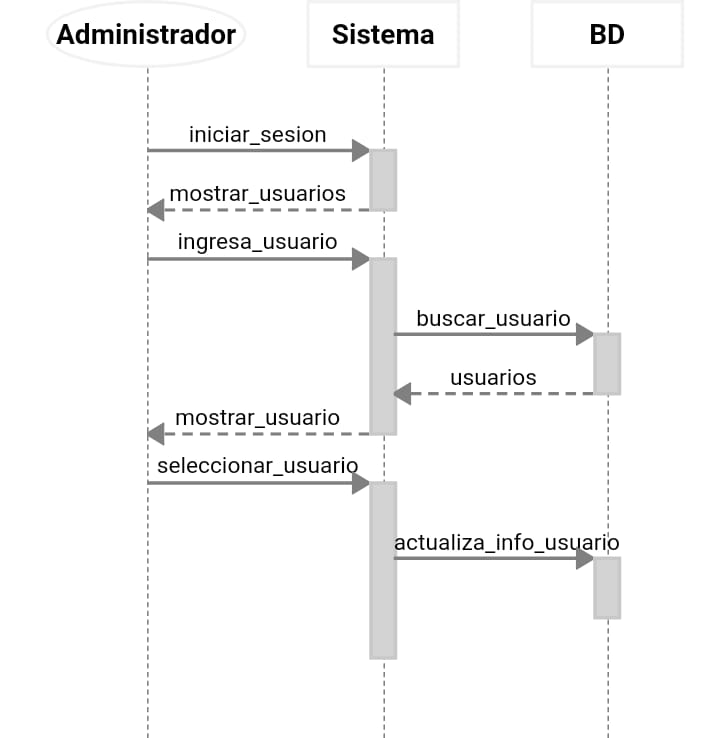 Administrador
Sistema
BD
iniciar_sesion
mostrar_usuarios
ingresa_usuario
buscar_usuario
usuarios
mostrar_usuario
seleccionar_usuario
actualiza_info_usuario